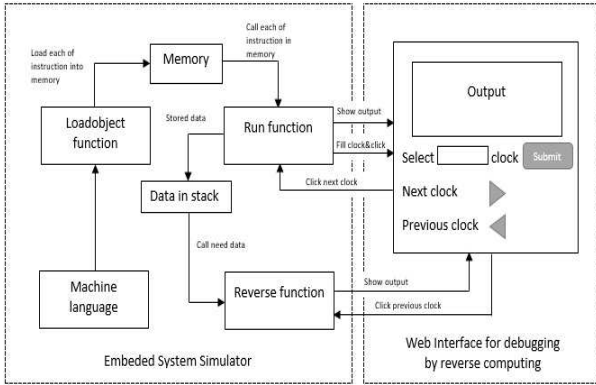 Call each of
instruction in
memory
Load each of
instruction into
memory
Memory
Output
Loadobject
function
Stored data
Run function
Show output
Fill clock&click
Select clock Submit
Click next clock
Next clock
Data in stack
Previous clock
Call need data
Machine
language
Reverse function
Show output
Click previous clock
Embeded System Simulator
Web Interface for debugging
by reverse computing